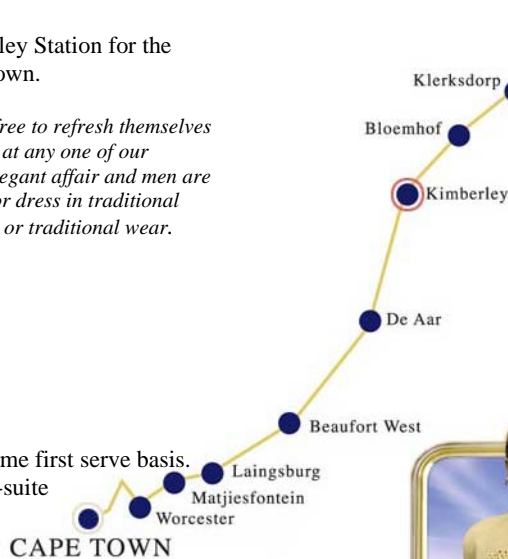 ley Station for the
own.
free to refresh themselves
at any one of our
egant affair and men are
or dress in traditional
or traditional wear.
me first serve basis.
-suite
Klerksdorp
Bloemhof
Kimberley
De Aar
Beaufort West
Laingsburg
Matjiesfontein
Worcester
CAPE TOWN